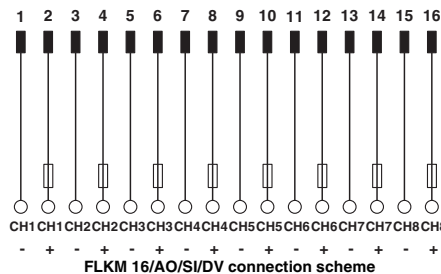 1 2 3 4 5 6 7 8 9 10 11 12 13 14 15 16
CH1 CH1 CH2 CH2 CH3 CH3 CH4 CH4 CH5 CH5 CH6 CH6 CH7 CH7 CH8 CH8
- + - + - + - + - + - + - + - +
FLKM 16/AO/SI/DV connection scheme